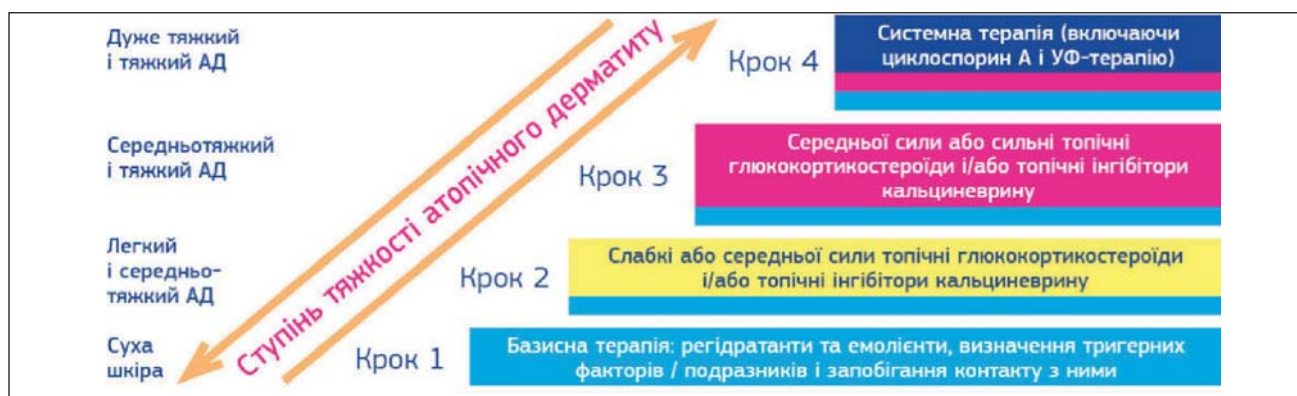 Дуже тяжкий
і тяжкий АД
Крок 4
Системна терапія (включаючи
циклоспорин А і УФ-терапію)
Ступінь тяжкості атопічного дерматиту
Середньотяжкий
і тяжкий АД
Крок 3
Середньої сили або сильні топічні
глюкокортикостероїди і/або топічні інгібітори
кальциневрину
Легкий
і середньо-
тяжкий АД
Крок 2
Слабкі або середньої сили топічні глюкокортикостероїди
і/або топічні інгібітори кальциневрину
Суха
шкіра
Крок 1
Базисна терапія: регідратанти та емолієнти, визначення тригерних
факторів / подразників і запобігання контакту з ними